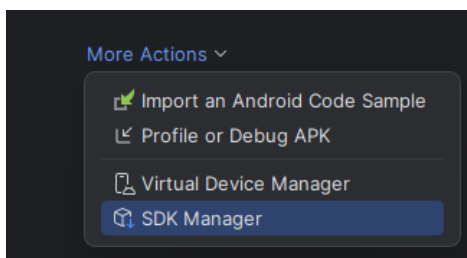 More Actions
Import an Android Code Sample
Profile or Debug APK
Virtual Device Manager
SDK Manager